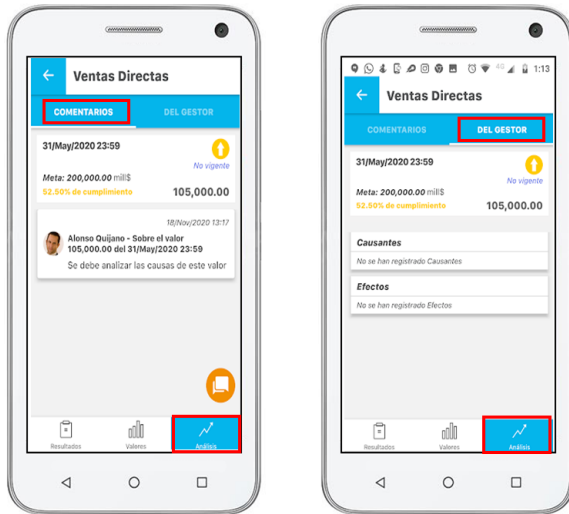 Ventas Directas
COMENTARIOS
DEL GESTOR
31/May/2020 23:59
No vigente
Meta: 200,000.00 mill$
52.50% de cumplimiento
105,000.00
18/Nov/2020 13:17
Alonso Quijano - Sobre el valor
105,000.00 del 31/May/2020 23:59
Se debe analizar las causas de este valor
Resultados
Valores
Análisis
4G
1:13
Ventas Directas
COMENTARIOS
DEL GESTOR
31/May/2020 23:59
No vigente
Meta: 200,000.00 mill$
52.50% de cumplimiento
105,000.00
Causantes
No se han registrado Causantes
Efectos
No se han registrado Efectos
Resultados
Valores
Análisis